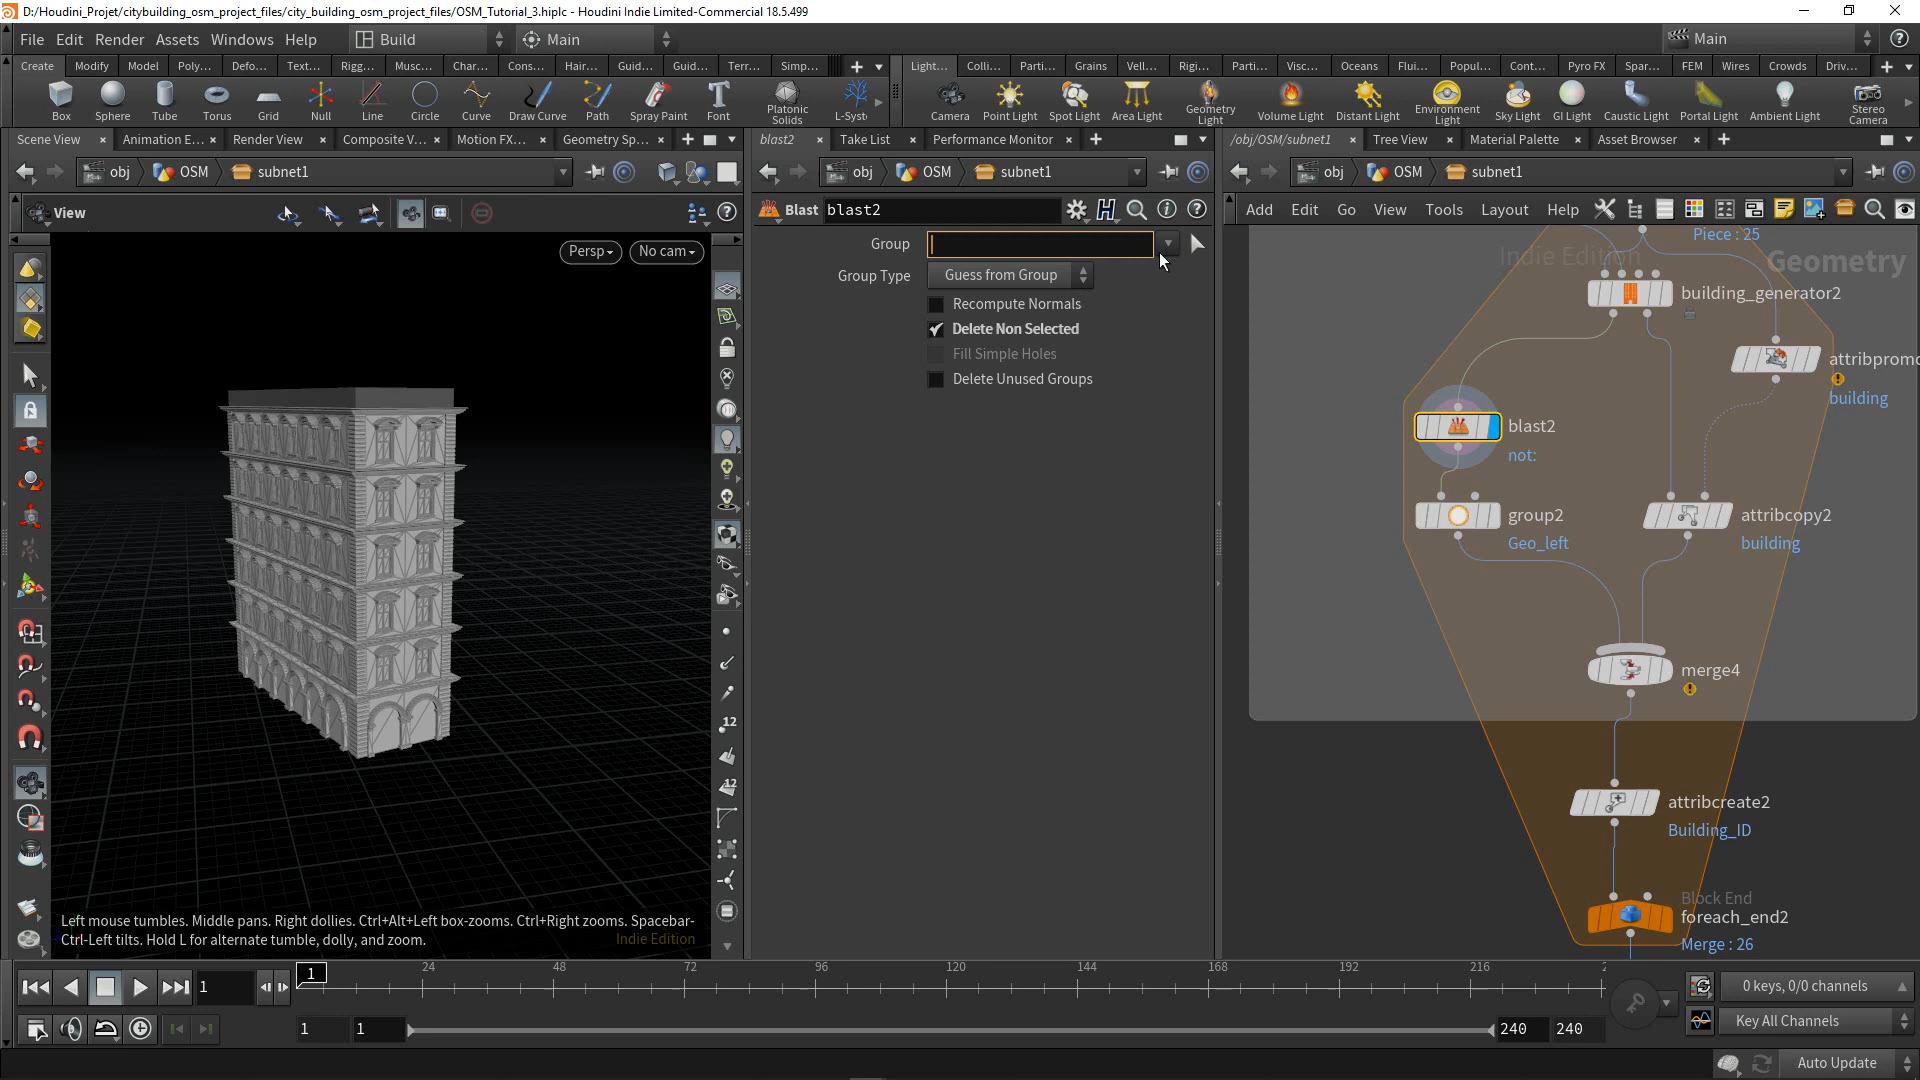 D:/Houdini_Projet/citybuilding_osm_project_files/city_building_osm_project_files/OSM_Tutorial_3.hiplc - Houdini Indie Limited-Commercial 18.5.499
File Edit Render Assets Windows Help Build Main Main
Create Modify Model Poly... Defo... Text... Rigg... Musc... Char... Cons... Hair... Guid... Guid... Terr... Simp... Light... Colli... Parti... Grains Vell... Rigi... Parti... Visc... Oceans Flui... Popul... Cont... Pyro FX Spar... FEM Wires Crowds Driv...
Box Sphere Tube Torus Grid Null Line Circle Curve Draw Curve Path Spray Paint Font Platonic Solids L-Syst Camera Point Light Spot Light Area Light Geometry Light Volume Light Distant Light Environment Light Sky Light GI Light Caustic Light Portal Light Ambient Light Stereo Camera
Scene View Animation E... Render View Composite V... Motion FX... Geometry Sp... blast2 Take List Performance Monitor /obj/OSM/subnet1 Tree View Material Palette Asset Browser
obj OSM subnet1 obj OSM subnet1 obj OSM subnet1
View Blast blast2 Add Edit Go View Tools Layout Help
Persp No cam
Group
Group Type Guess from Group
Recompute Normals
Delete Non Selected
Fill Simple Holes
Delete Unused Groups
Piece : 25
Indie Edition Geometry
building_generator2
attribpromo
building
blast2
not:
group2
Geo_left
attribcopy2
building
merge4
attribcreate2
Building_ID
Block End
foreach_end2
Merge : 26
12
12
Left mouse tumbles. Middle pans. Right dollies. Ctrl+Alt+Left box-zooms. Ctrl+Right zooms. Spacebar-
Ctrl-Left tilts. Hold L for alternate tumble, dolly, and zoom. Indie Edition
1 1 24 48 72 96 120 144 168 192 216 2
0 keys, 0/0 channels
1 1 240 240 Key All Channels
Auto Update